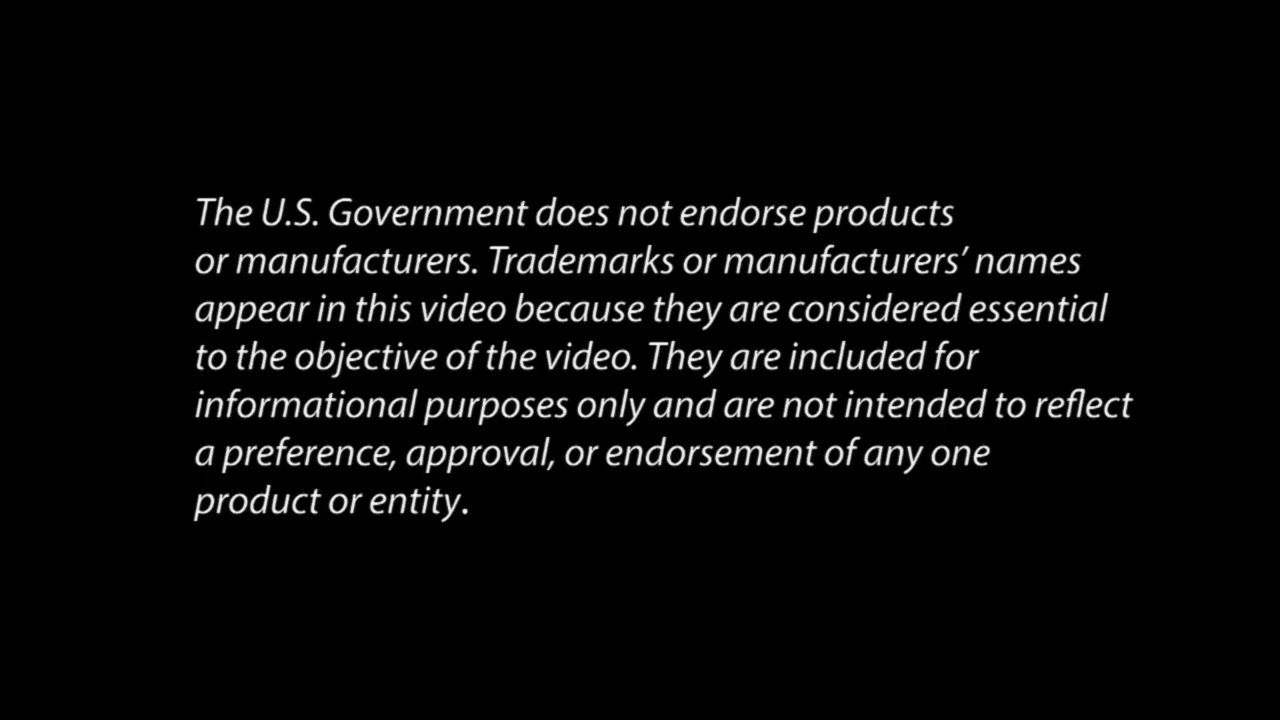 The U.S. Government does not endorse products
or manufacturers. Trademarks or manufacturers’ names
appear in this video because they are considered essential
to the objective of the video. They are included for
informational purposes only and are not intended to reflect
a preference, approval, or endorsement of any one
product or entity.